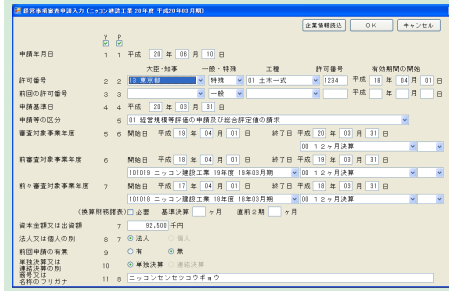 経営事項審査申請入力 (ニッコン建設工業 20年度 平成20年03月期)
企業情報読込 OK キャンセル
Y P
申請年月日 1 1 平成 20 年 06 月 10 日
大臣・知事 一般・特殊 工種 許可番号 有効期間の開始
許可番号 2 2 13 東京都 特殊 01 土木一式 1234 平成 18 年 04 月 01 日
前回の許可番号 3 3 一般 平成 年 月 日
申請基準日 4 4 平成 20 年 03 月 31 日
申請等の区分 5 01 経営規模等評価の申請及び総合評定値の請求
審査対象事業年度 5 6 開始日 平成 19 年 04 月 01 日 終了日 平成 20 年 03 月 31 日
00 12ヶ月決算
前審査対象事業年度 6 開始日 平成 18 年 04 月 01 日 終了日 平成 19 年 03 月 31 日
101019 ニッコン建設工業 19年度 19年03月期 00 12ヶ月決算
前々審査対象事業年度 7 開始日 平成 17 年 04 月 01 日 終了日 平成 18 年 03 月 31 日
101018 ニッコン建設工業 18年度 18年03月期 00 12ヶ月決算
(換算財務諸表) 必要 基準決算 ヶ月 直前2期 ヶ月
資本金額又は出資額 7 92,500 千円
法人又は個人の別 8 7 法人 個人
前回申請の有無 9 有 無
単独決算又は
連結決算の別 10 単独決算 連結決算
商号又は
名称のフリガナ 11 8 ニッコンセンセツコウギョウ